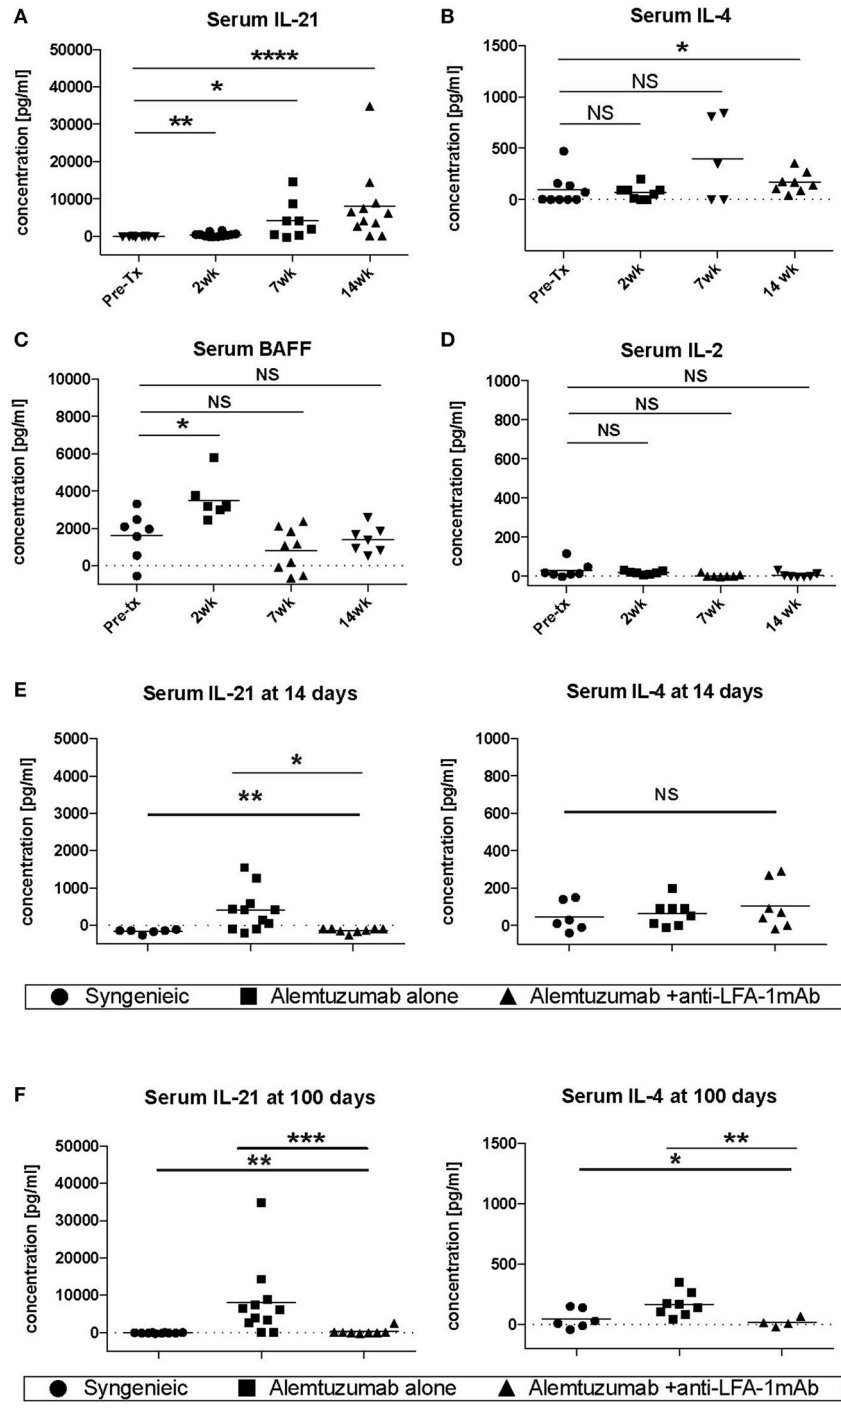 A
Serum IL-21
concentration [pg/ml]
50000
40000
30000
20000
10000
0
****
*
**
Pre-Tx
2wk
7wk
14wk
B
Serum IL-4
concentration [pg/ml]
1500
1000
500
0
*
NS
NS
Pre-Tx
2wk
7wk
14 wk
C
Serum BAFF
concentration [pg/ml]
10000
8000
6000
4000
2000
0
NS
NS
*
Pre-tx
2wk
7wk
14wk
D
Serum IL-2
concentration [pg/ml]
1000
800
600
400
200
0
NS
NS
NS
Pre-tx
2wk
7wk
14 wk
E
Serum IL-21 at 14 days
concentration [pg/ml]
5000
4000
3000
2000
1000
0
*
**
Serum IL-4 at 14 days
concentration [pg/ml]
1000
800
600
400
200
0
NS
Syngenieic
Alemtuzumab alone
Alemtuzumab +anti-LFA-1mAb
F
Serum IL-21 at 100 days
concentration [pg/ml]
50000
40000
30000
20000
10000
0
***
**
Serum IL-4 at 100 days
concentration [pg/ml]
1500
1000
500
0
**
*
Syngenieic
Alemtuzumab alone
Alemtuzumab +anti-LFA-1mAb